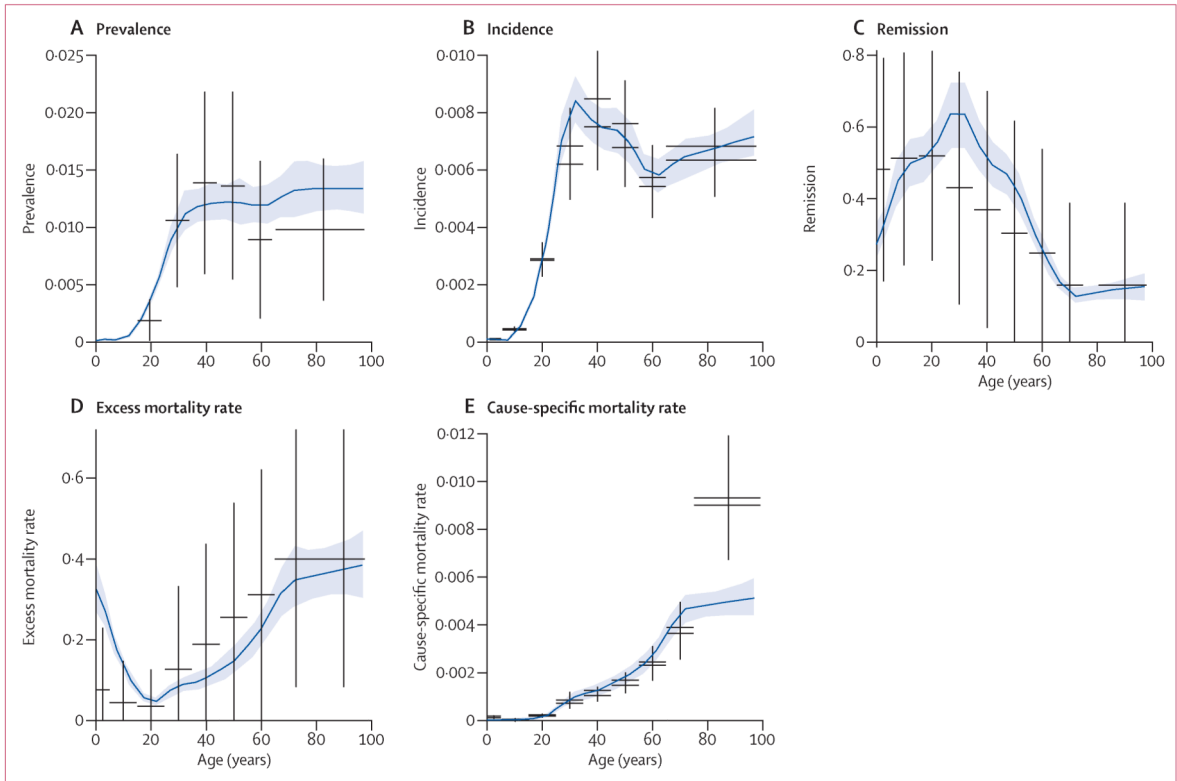 A Prevalence
0·025
0·020
0·015
0·010
0·005
0
Prevalence
0 20 40 60 80 100
B Incidence
0·010
0·008
0·006
0·004
0·002
0
Incidence
0 20 40 60 80 100
C Remission
0·8
0·6
0·4
0·2
0
Remission
0 20 40 60 80 100
Age (years)
D Excess mortality rate
0·6
0·4
0·2
0
Excess mortality rate
0 20 40 60 80 100
Age (years)
E Cause-specific mortality rate
0·012
0·010
0·008
0·006
0·004
0·002
0
Cause-specific mortality rate
0 20 40 60 80 100
Age (years)